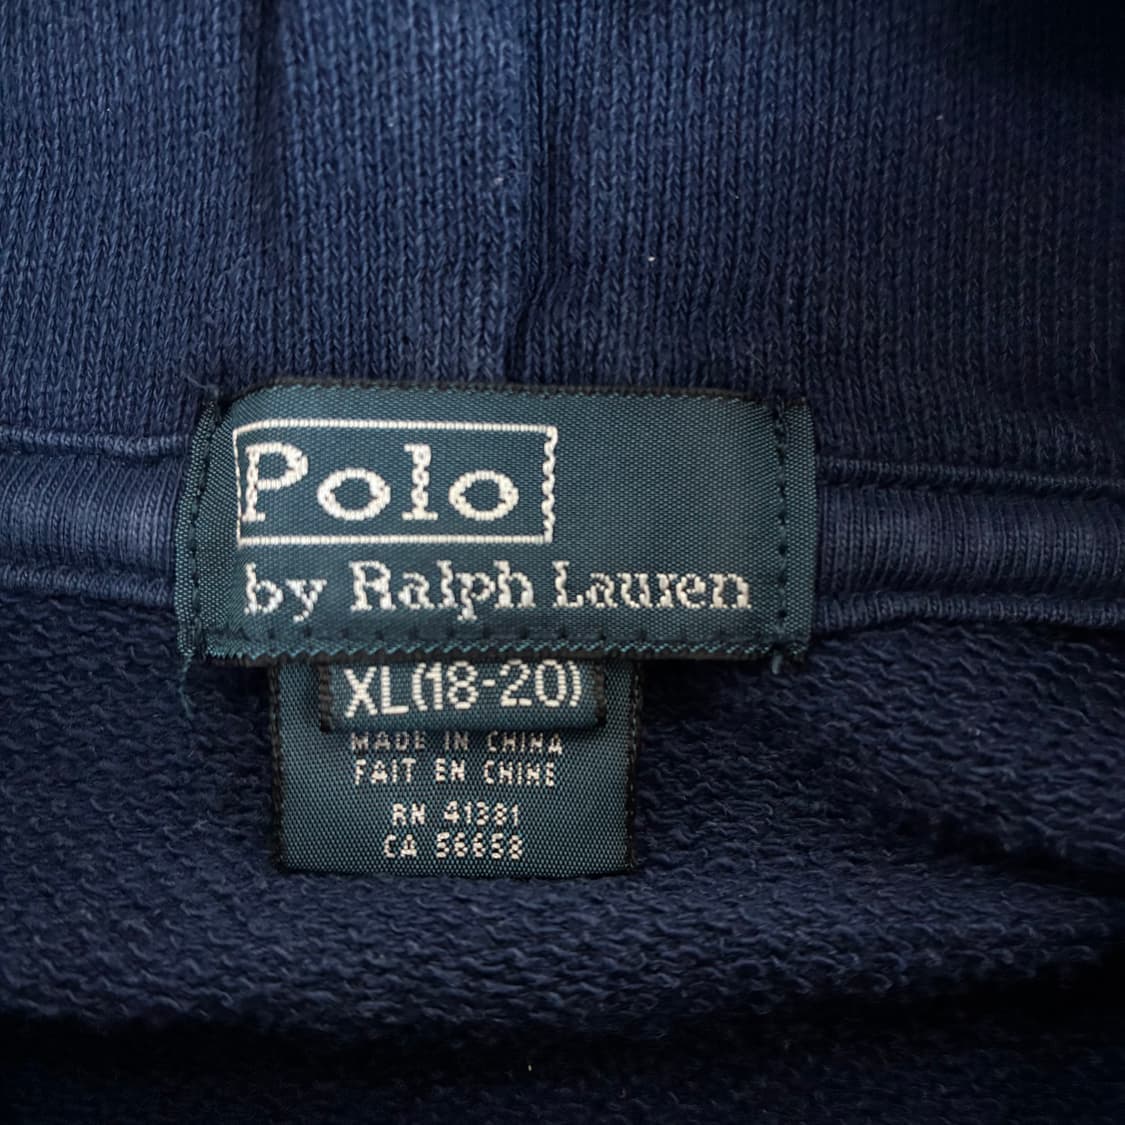 Polo
by Ralph Lauren
XL(18-20)
MADE IN CHINA
FAIT EN CHINE
RN 41381
CA 56658